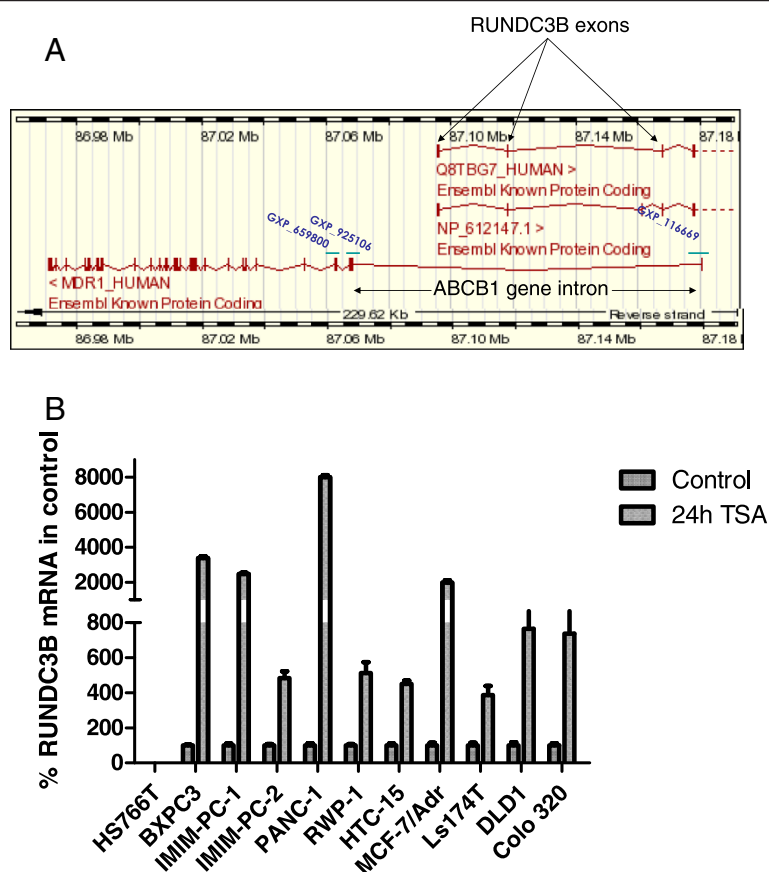 A
RUNDC3B exons
86.98 Mb 87.02 Mb 87.06 Mb 87.10 Mb 87.14 Mb 87.18
Q8TBG7_HUMAN >
Ensembl Known Protein Coding
GXP_659800 GXP_925106 GXP_116669
NP_612147.1 >
Ensembl Known Protein Coding
< MDR1_HUMAN
Ensembl Known Protein Coding
ABCB1 gene intron
229.62 Kb Reverse strand
86.98 Mb 87.02 Mb 87.06 Mb 87.10 Mb 87.14 Mb 87.18
B
% RUNDC3B mRNA in control
8000
6000
4000
2000
800
600
400
200
0
Control
24h TSA
HS766T BXPC3 IMIM-PC-1 IMIM-PC-2 PANC-1 RWP-1 HTC-15 MCF-7/Adr Ls174T DLD1 Colo 320